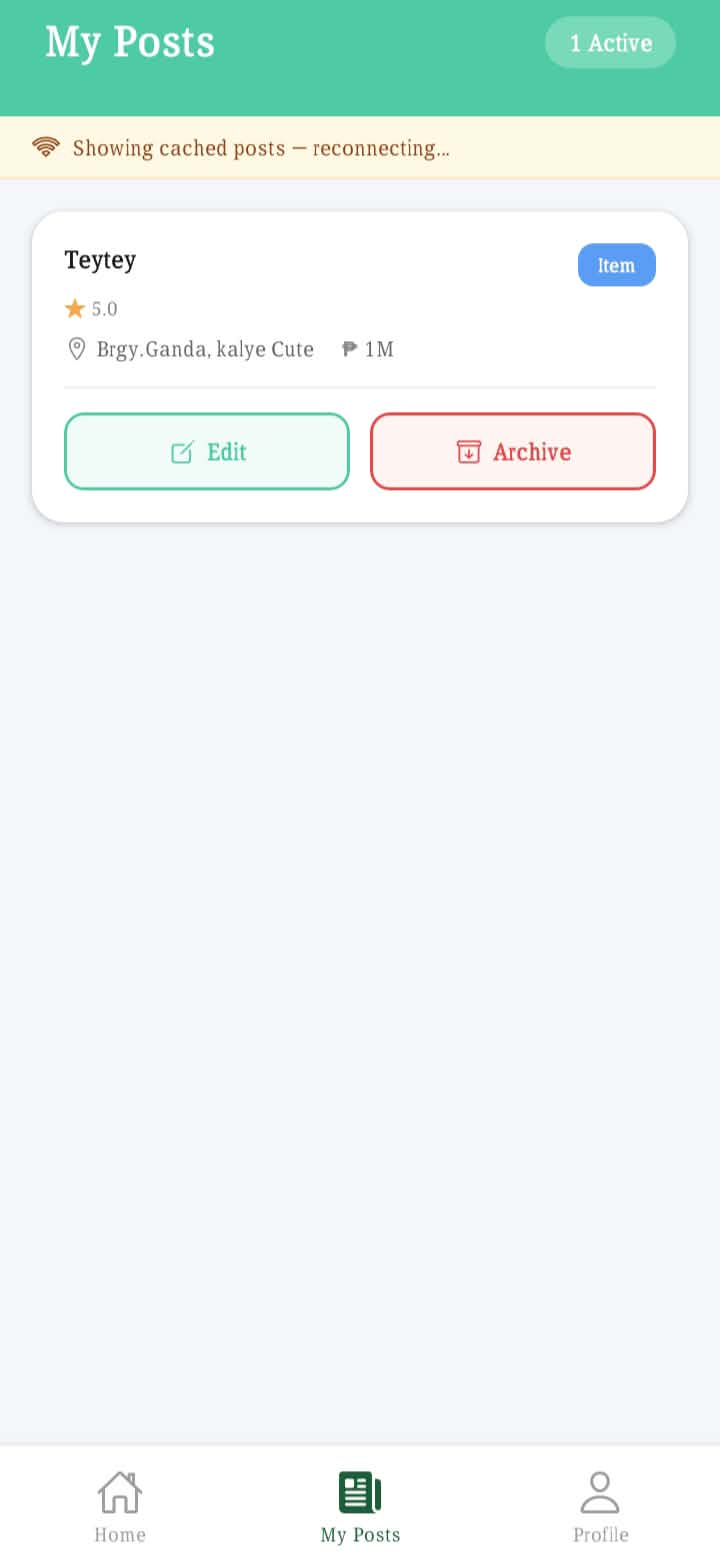 My Posts
1 Active
Showing cached posts — reconnecting...
Teytey
Item
5.0
Brgy.Ganda, kalye Cute ₱ 1M
Edit
Archive
Home
My Posts
Profile